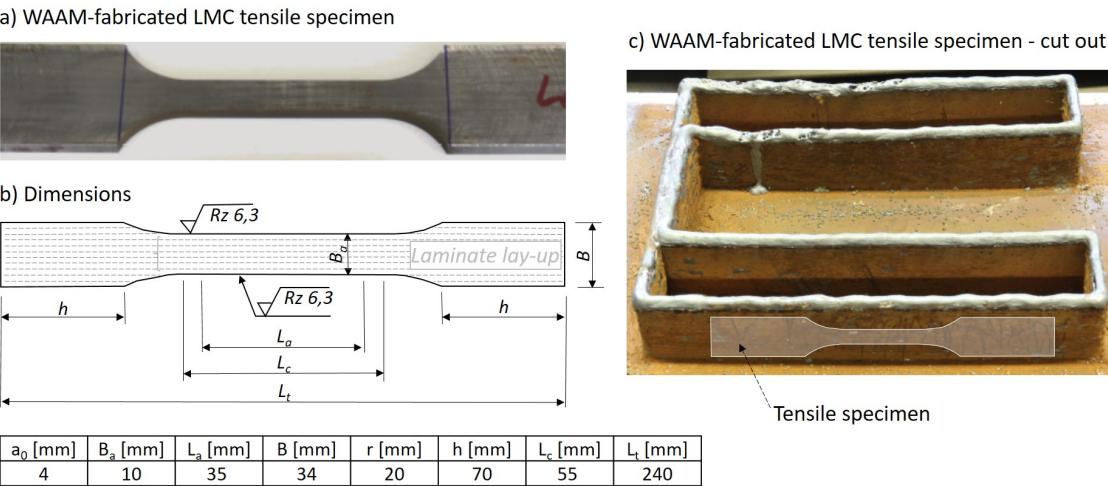 a) WAAM-fabricated LMC tensile specimen
b) Dimensions
Rz 6,3
Bₐ
Laminate lay-up
B
h
Rz 6,3
h
Lₐ
L꜀
Lₜ
a₀ [mm] Bₐ [mm] Lₐ [mm] B [mm] r [mm] h [mm] L꜀ [mm] Lₜ [mm]
4 10 35 34 20 70 55 240
c) WAAM-fabricated LMC tensile specimen - cut out
Tensile specimen